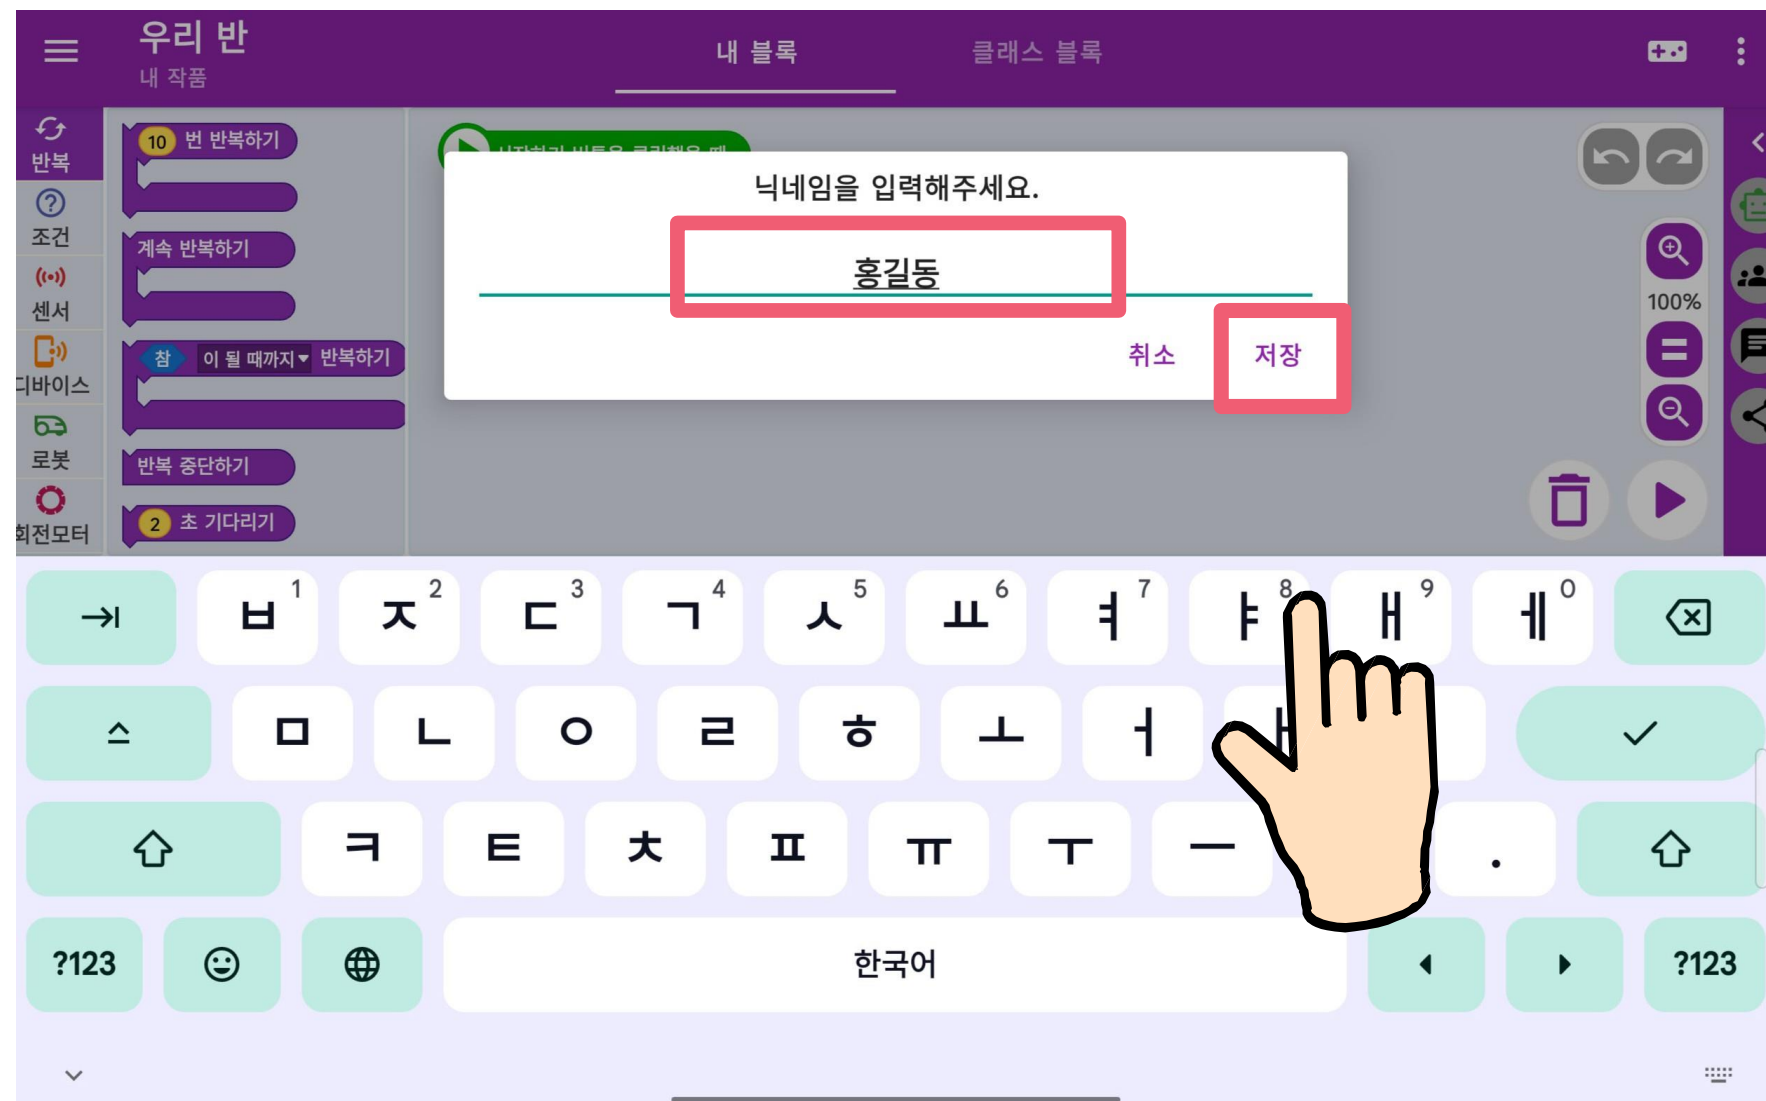 우리 반
내 작품
내 블록
클래스 블록
반복
조건
센서
디바이스
로봇
회전모터
10 번 반복하기
계속 반복하기
참 이 될 때까지▼ 반복하기
반복 중단하기
2 초 기다리기
닉네임을 입력해주세요.
홍길동
취소 저장
100%
ㅂ 1 ㅈ 2 ㄷ 3 ㄱ 4 ㅅ 5 ㅛ 6 ㅕ 7 ㅑ 8 ㅐ 9 ㅔ 0
ㅁ ㄴ ㅇ ㄹ ㅎ ㅗ ㅓ
ㅋ ㅌ ㅊ ㅍ ㅠ ㅜ ㅡ .
?123 한국어 ?123